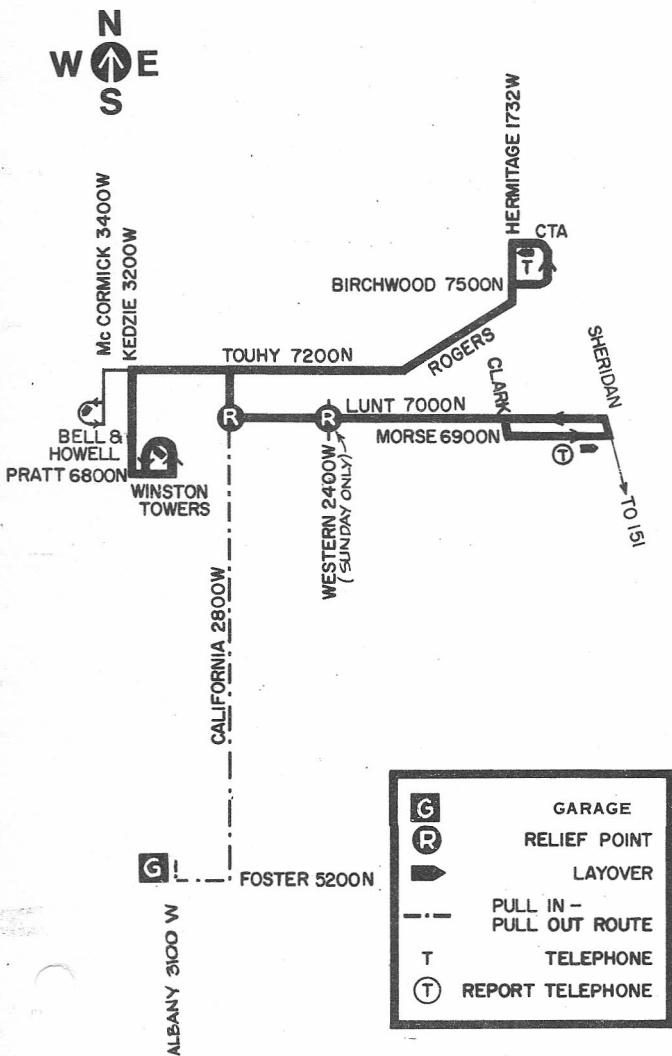 N
W E
S
McCORMICK 3400W
KEDZIE 3200W
HERMITAGE 1732W
CTA
T
BIRCHWOOD 7500N
TOUHY 7200N
ROGERS
CLARK
SHERIDAN
R
R
LUNT 7000N
MORSE 6900N
T
BELL &
HOWELL
PRATT 6800N
WINSTON
TOWERS
WESTERN 2400W
(SUNDAY ONLY)
TO 151
CALIFORNIA 2800W
G
FOSTER 5200N
ALBANY 3100 W
G GARAGE
R RELIEF POINT
LAYOVER
PULL IN -
PULL OUT ROUTE
T TELEPHONE
T REPORT TELEPHONE